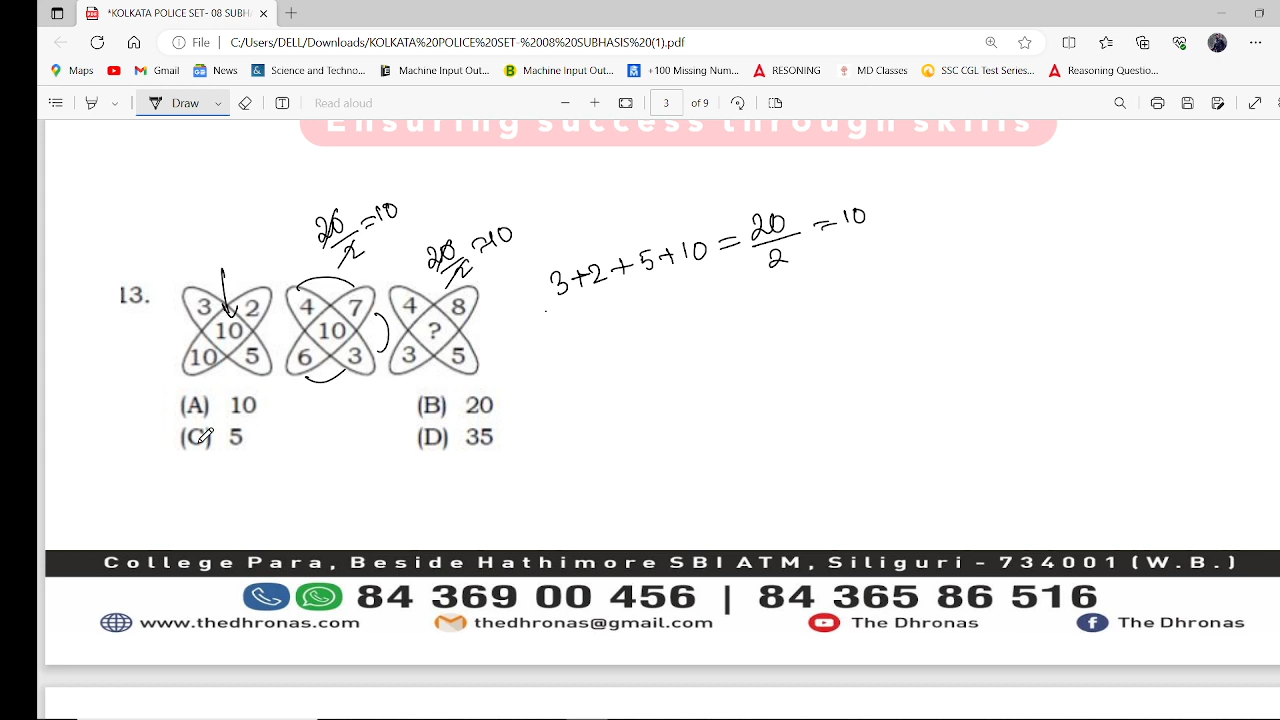 *KOLKATA POLICE SET- 08 SUBH
File C:/Users/DELL/Downloads/KOLKATA%20POLICE%20SET-%2008%20SUBHASIS%20(1).pdf
Maps Gmail News Science and Techno... Machine Input Out... Machine Input Out... +100 Missing Num... RESONING MD Classes SSC CGL Test Series... Reasoning Questio...
Draw Read aloud 3 of 9
Ensuring success through skills
20/2 = 10
20/2 = 10
3+2+5+10 = 20/2 = 10
13.
3 2 4 7 4 8
10 10 ?
10 5 6 3 3 5
(A) 10 (B) 20
(C) 5 (D) 35
College Para, Beside Hathimore SBI ATM, Siliguri - 734001 (W.B.)
84 369 00 456 | 84 365 86 516
www.thedhronas.com thedhronas@gmail.com The Dhronas The Dhronas